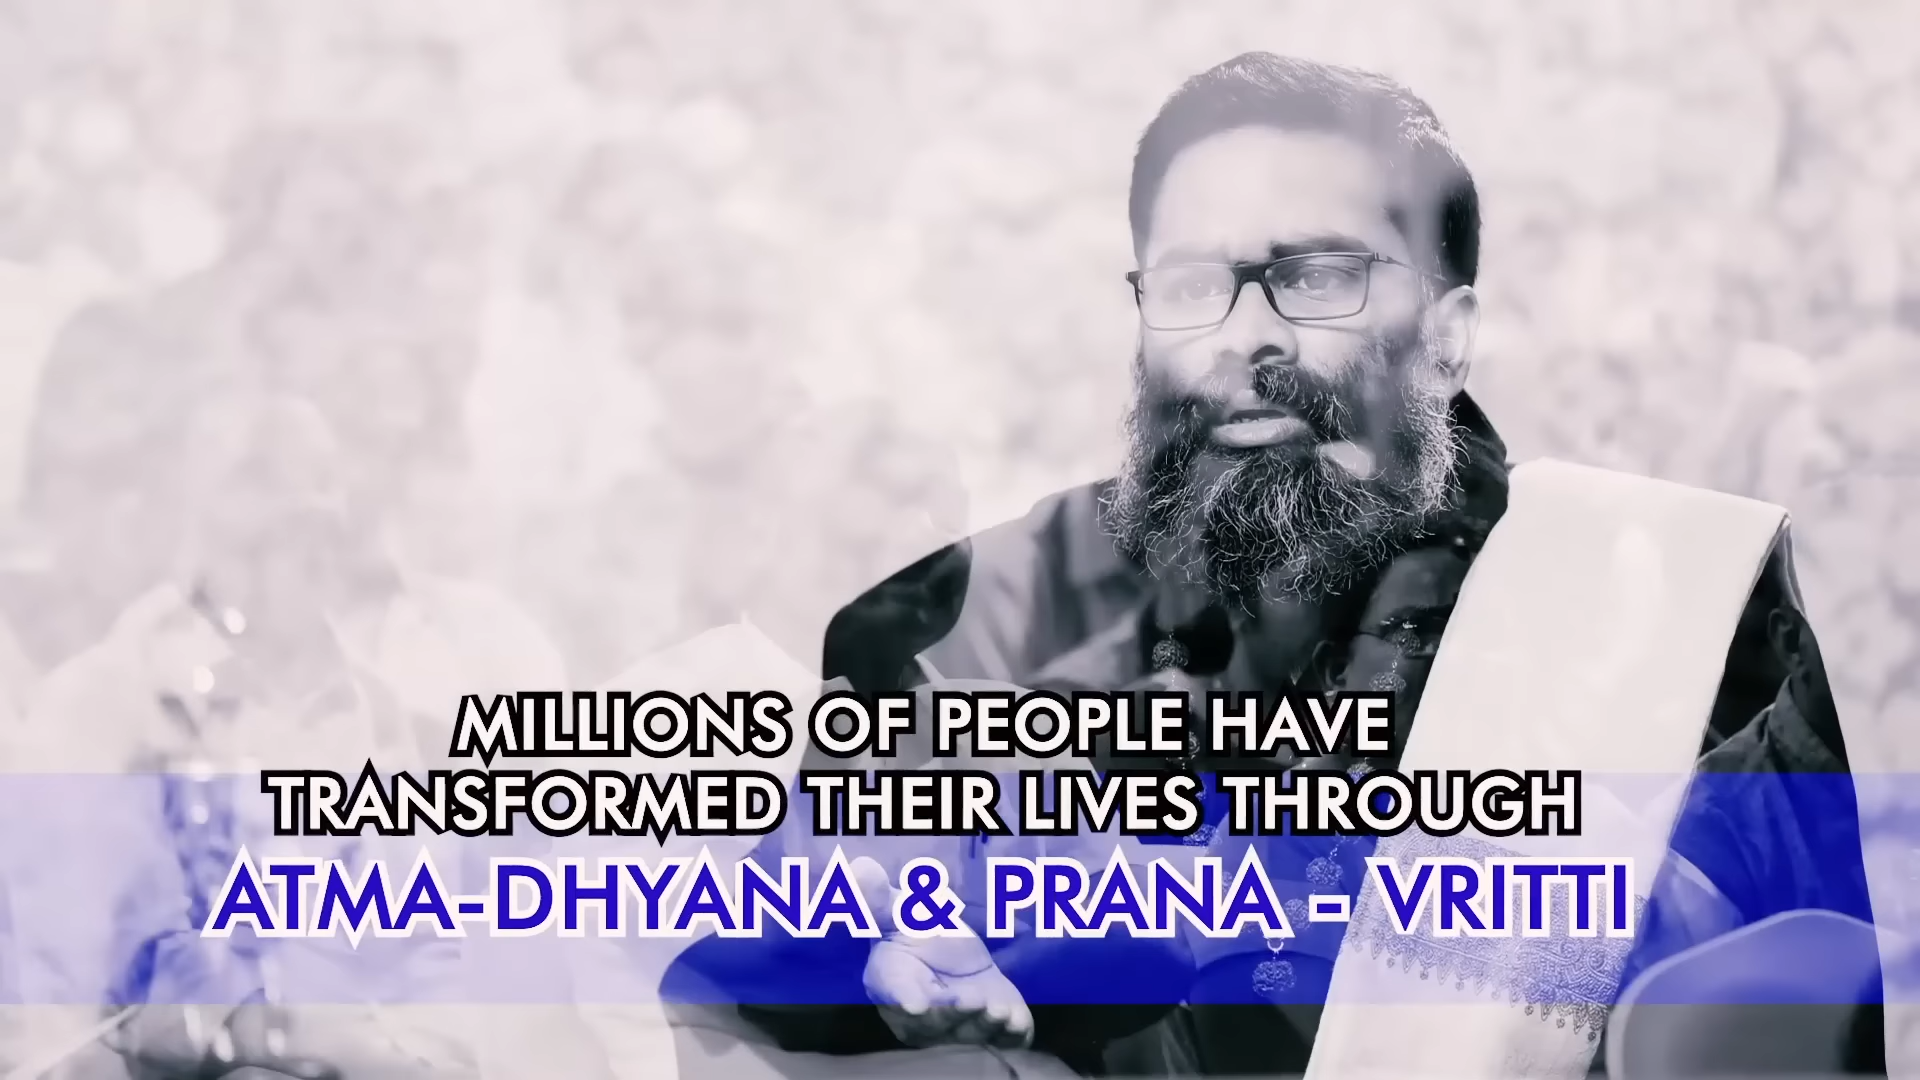 MILLIONS OF PEOPLE HAVE
TRANSFORMED THEIR LIVES THROUGH
ATMA-DHYANA & PRANA - VRITTI